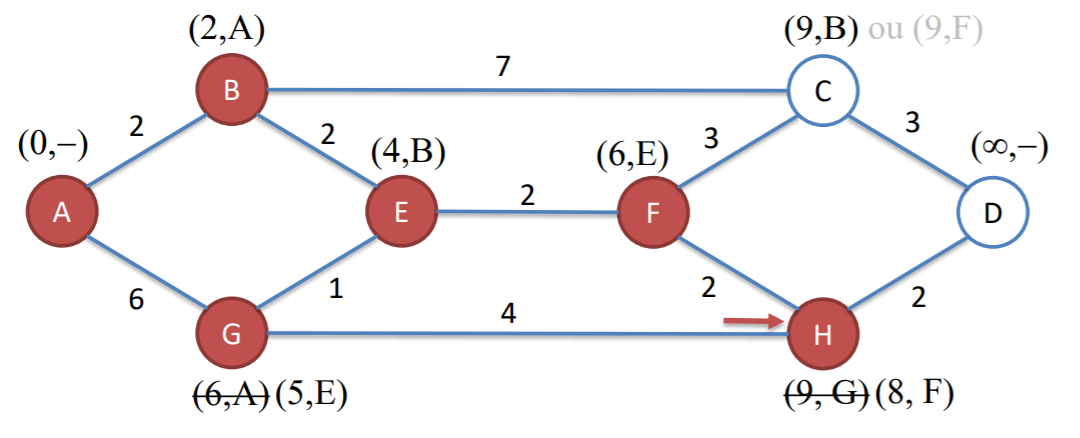 (2,A)
(9,B) ou (9,F)
7
B
C
2
2
3
3
(0,–)
(4,B)
(6,E)
(∞,–)
2
A
E
F
D
6
1
2
2
4
G
H
(6,A) (5,E)
(9, G) (8, F)